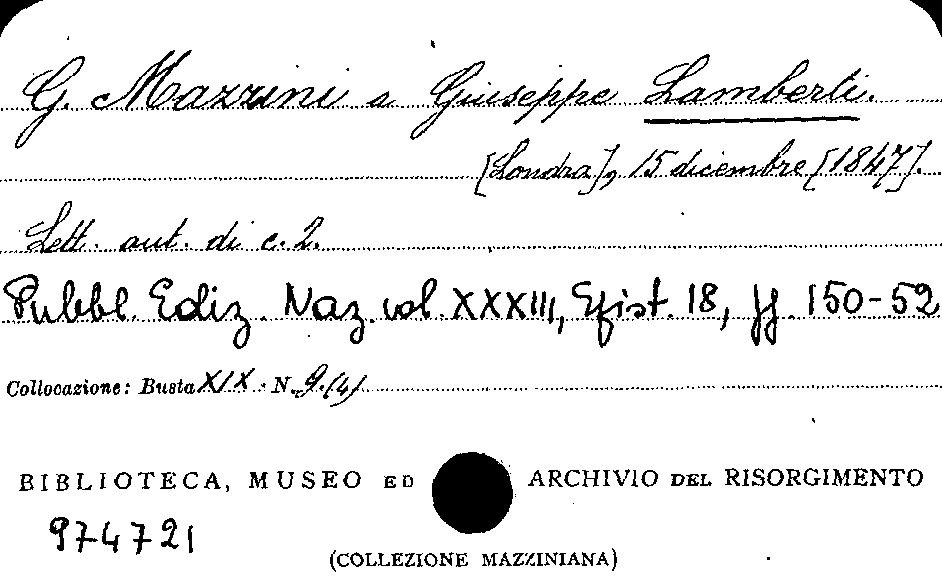 G. Mazzini a Giuseppe Lamberti.
[Londra], 15 dicembre [1847].
Lett. aut. di c. 2.
Pubbl. Ediz. Naz. vol. XXXIII, Epist. 18, pp. 150-52
Collocazione: Busta XIX. N. 9.(4)
BIBLIOTECA, MUSEO ED ARCHIVIO DEL RISORGIMENTO
974721
(COLLEZIONE MAZZINIANA)